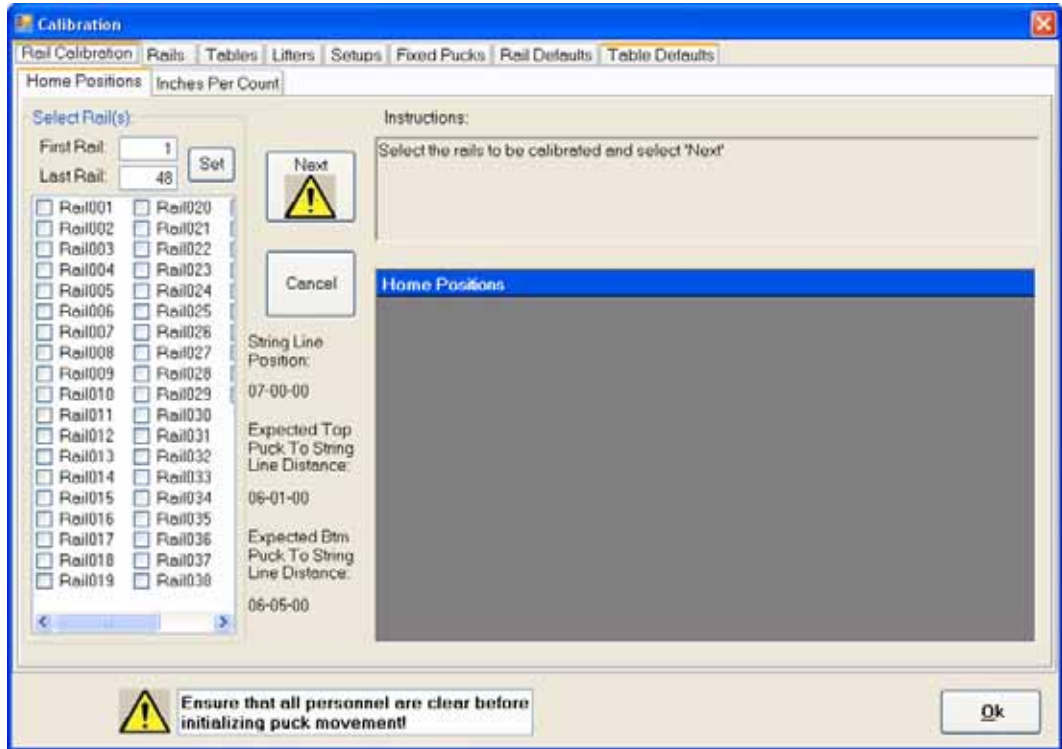 Calibration
Rail Calibration Rails Tables Lifters Setups Fixed Pucks Rail Defaults Table Defaults
Home Positions Inches Per Count
Select Rail(s):
First Rail: 1
Last Rail: 48
Set
Rail001 Rail020
Rail002 Rail021
Rail003 Rail022
Rail004 Rail023
Rail005 Rail024
Rail006 Rail025
Rail007 Rail026
Rail008 Rail027
Rail009 Rail028
Rail010 Rail029
Rail011 Rail030
Rail012 Rail031
Rail013 Rail032
Rail014 Rail033
Rail015 Rail034
Rail016 Rail035
Rail017 Rail036
Rail018 Rail037
Rail019 Rail038
Next
Cancel
String Line
Position:
07-00-00
Expected Top
Puck To String
Line Distance:
06-01-00
Expected Btm
Puck To String
Line Distance:
06-05-00
Instructions:
Select the rails to be calibrated and select 'Next'
Home Positions
Ensure that all personnel are clear before
initializing puck movement!
Ok